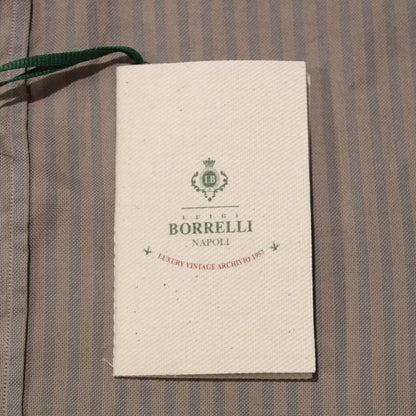 LB
LUIGI
BORRELLI
NAPOLI
LUXURY VINTAGE ARCHIVIO 1957